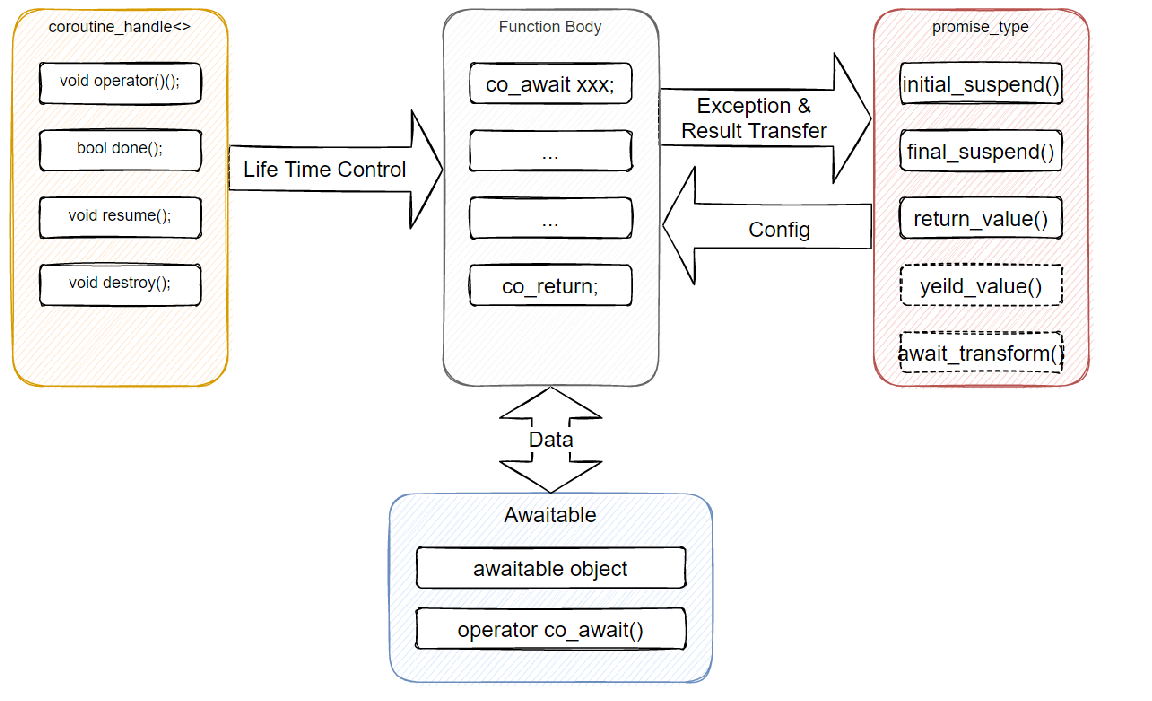 coroutine_handle<>
void operator()();
bool done();
void resume();
void destroy();
Life Time Control
Function Body
co_await xxx;
...
...
co_return;
Exception &
Result Transfer
Config
promise_type
initial_suspend()
final_suspend()
return_value()
yeild_value()
await_transform()
Data
Awaitable
awaitable object
operator co_await()